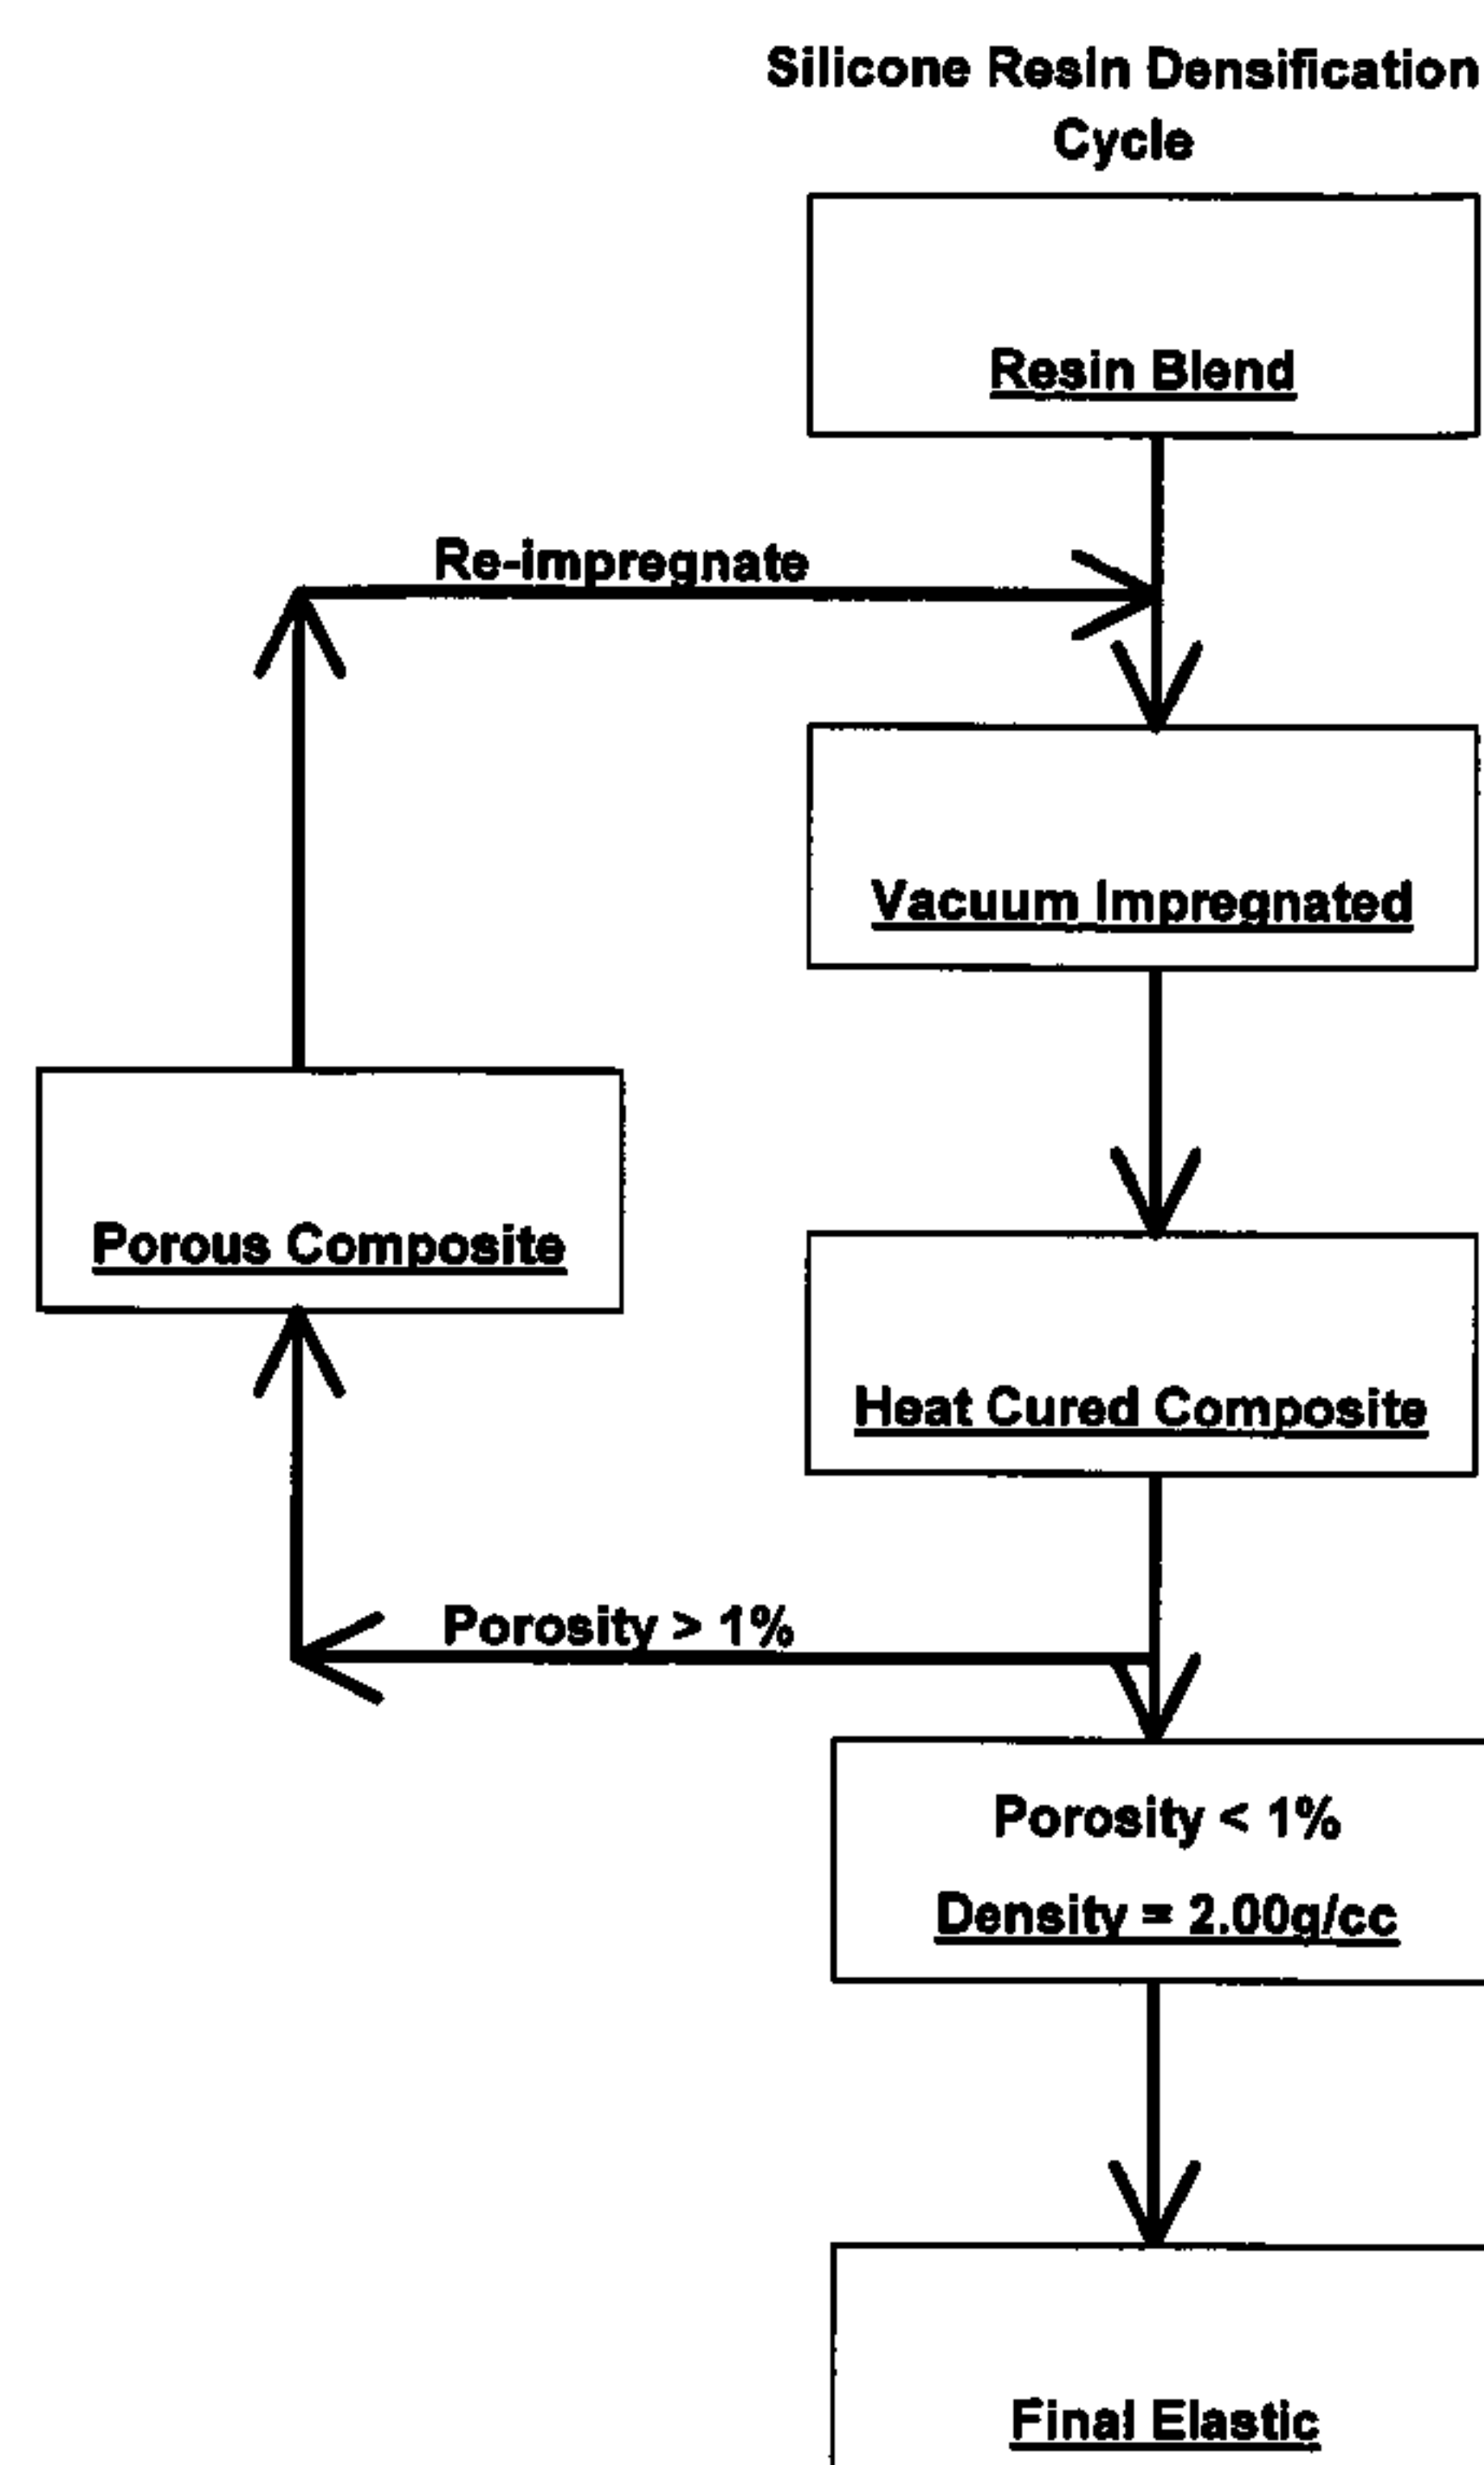 Silicone Resin Densification
Cycle
Resin Blend
Re-impregnate
Vacuum Impregnated
Porous Composite
Heat Cured Composite
Porosity > 1%
Porosity < 1%
Density = 2.00g/cc
Final Elastic